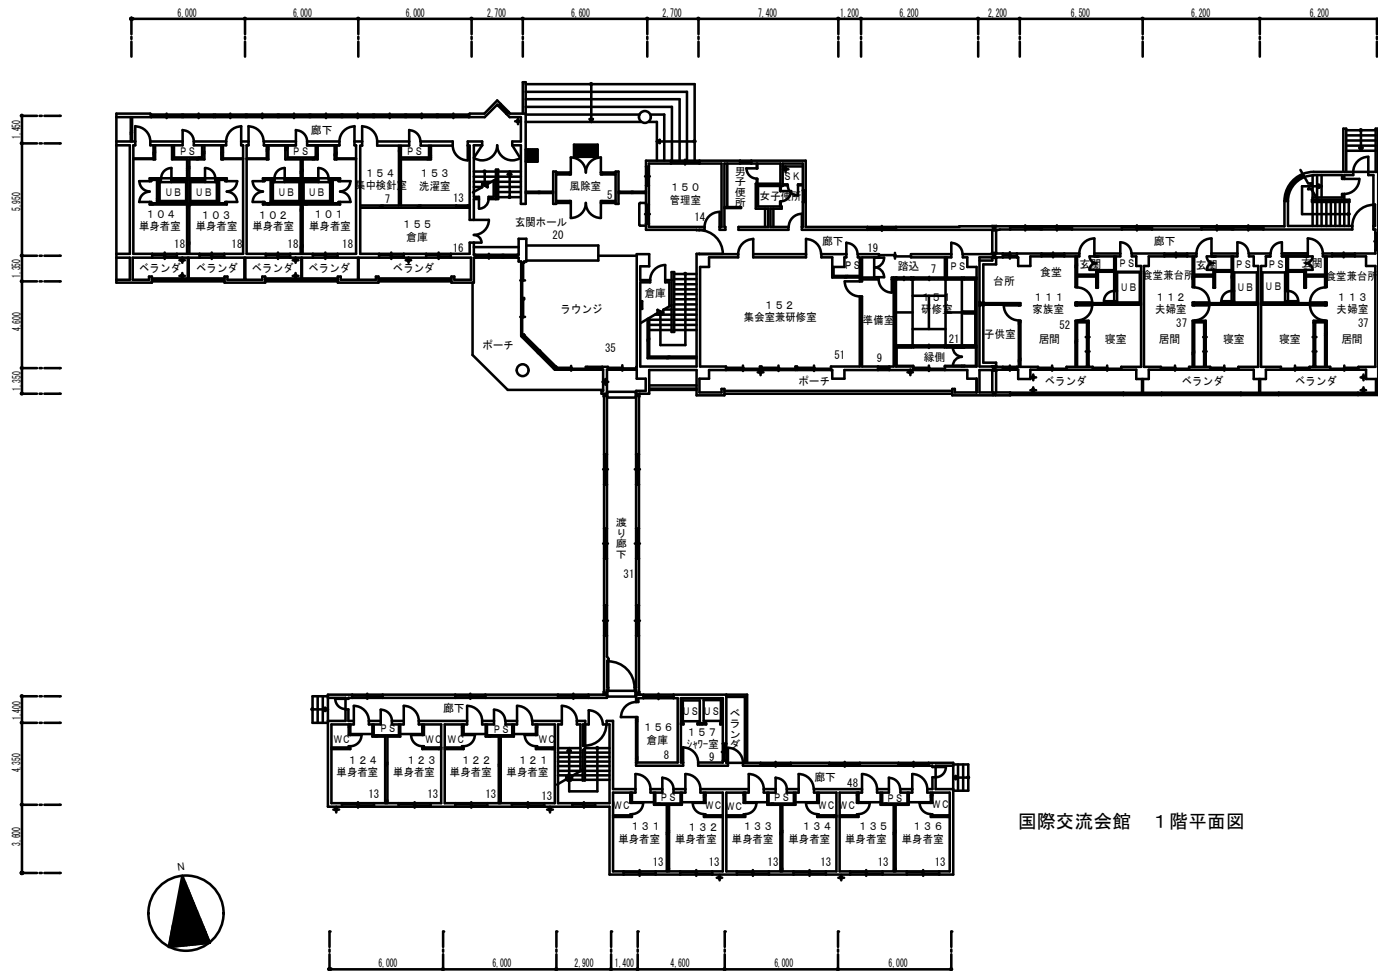 6,000 6,000 6,000 2,700 6,600 2,700 7,400 1,200 6,200 2,200 6,500 6,200 6,200
1,450
5,950
1,350
4,600
1,350
廊下
PS PS PS
154
集中検針室
7
153
洗濯室
13
UB UB UB UB
104
単身者室
18
103
単身者室
18
102
単身者室
18
101
単身者室
18
155
倉庫
16
ベランダ ベランダ ベランダ ベランダ ベランダ
風除室
5
玄関ホール
20
150
管理室
14
男子便所
SK
女子便所
廊下
19
PS
踏込 7
PS
倉庫
ラウンジ
35
ポーチ
152
集会室兼研修室
51
準備室
9
151
研修室
21
縁側
ポーチ
廊下
台所
食堂
玄関
PS
UB
111
家族室
52
子供室
居間
寝室
食堂兼台所
玄関
PS
UB
112
夫婦室
37
居間
寝室
PS
玄関
UB
食堂兼台所
113
夫婦室
37
寝室
居間
ベランダ ベランダ ベランダ
渡り廊下
31
1,400
4,350
3,600
廊下
PS PS
WC WC WC WC
124
単身者室
13
123
単身者室
13
122
単身者室
13
121
単身者室
13
156
倉庫
8
US US
157
シャワー室
9
ベランダ
廊下
48
PS PS PS
WC WC WC WC WC WC
131
単身者室
13
132
単身者室
13
133
単身者室
13
134
単身者室
13
135
単身者室
13
136
単身者室
13
国際交流会館 1階平面図
N
6,000 6,000 2,900 1,400 4,600 6,000 6,000